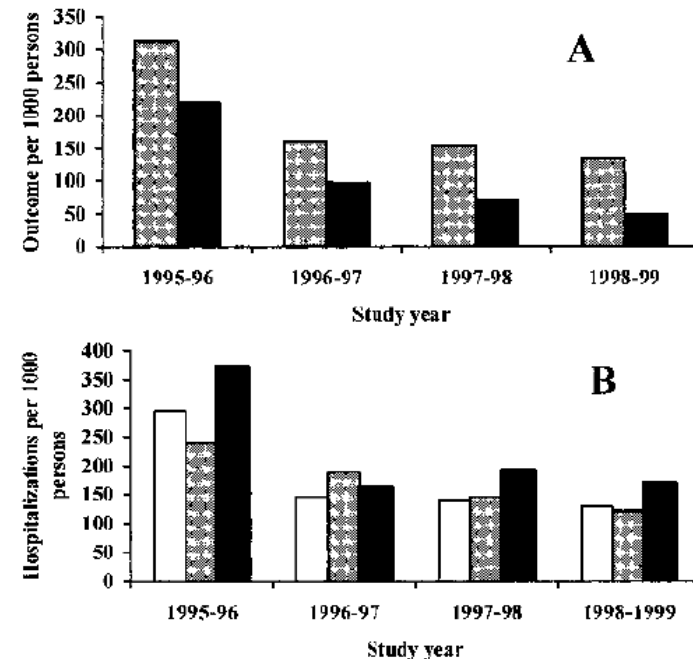 Outcome per 1000 persons
350
300
250
200
150
100
50
0
A
1995-96 1996-97 1997-98 1998-99
Study year
Hospitalizations per 1000
persons
400
350
300
250
200
150
100
50
0
B
1995-96 1996-97 1997-98 1998-1999
Study year